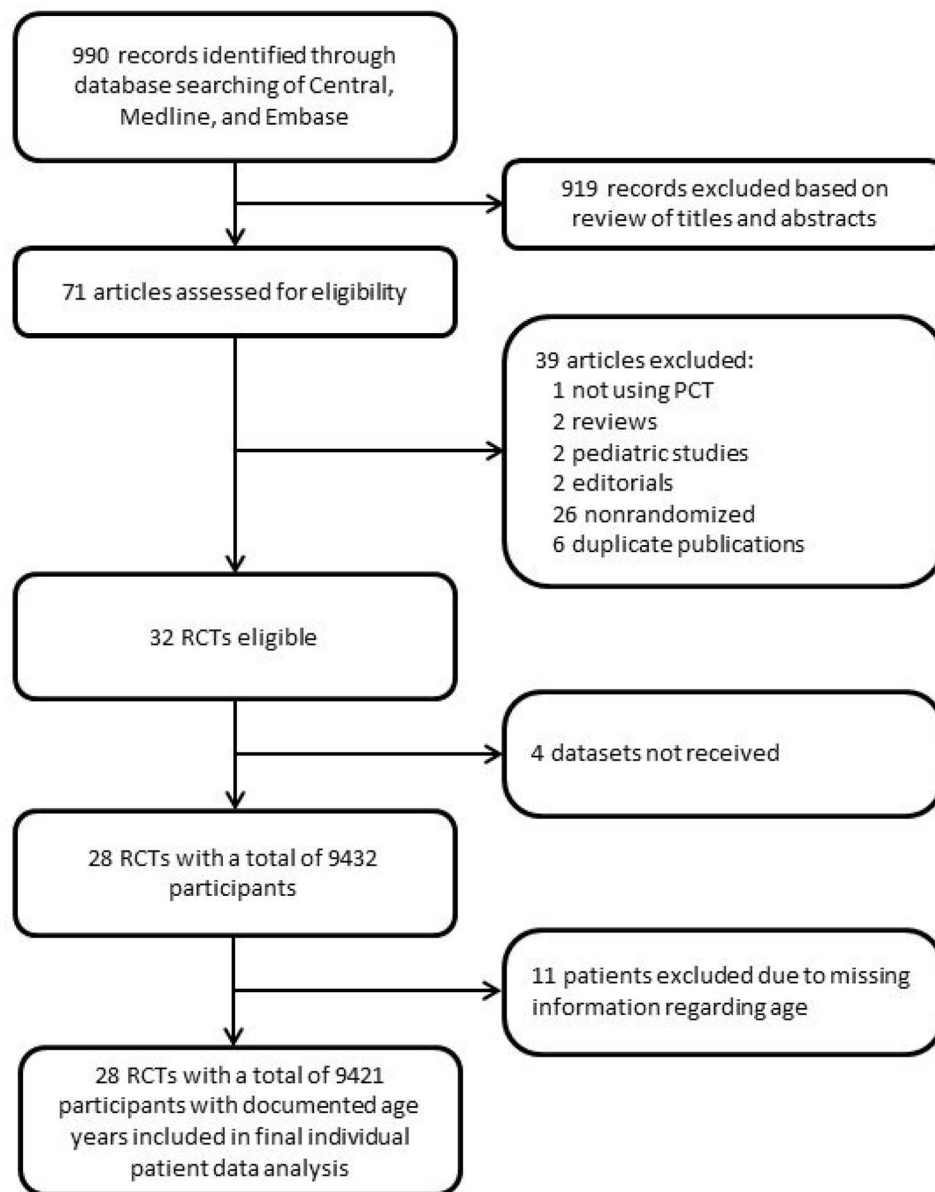 990 records identified through
database searching of Central,
Medline, and Embase
919 records excluded based on
review of titles and abstracts
71 articles assessed for eligibility
39 articles excluded:
1 not using PCT
2 reviews
2 pediatric studies
2 editorials
26 nonrandomized
6 duplicate publications
32 RCTs eligible
4 datasets not received
28 RCTs with a total of 9432
participants
11 patients excluded due to missing
information regarding age
28 RCTs with a total of 9421
participants with documented age
years included in final individual
patient data analysis